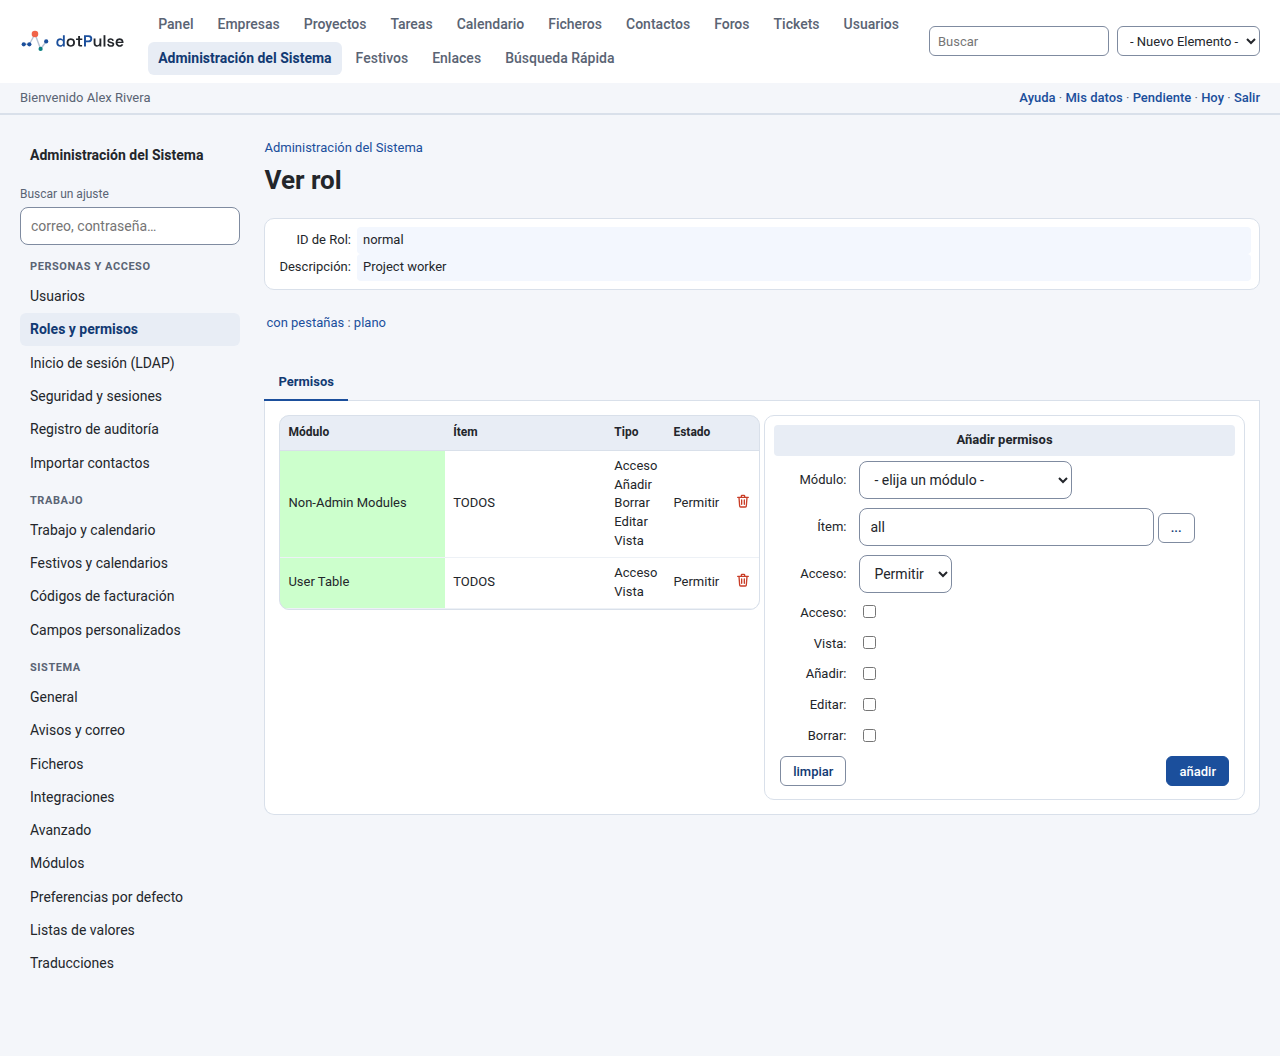 dotPulse
Panel Empresas Proyectos Tareas Calendario Ficheros Contactos Foros Tickets Usuarios
Administración del Sistema Festivos Enlaces Búsqueda Rápida
Buscar
- Nuevo Elemento -
Bienvenido Alex Rivera
Ayuda · Mis datos · Pendiente · Hoy · Salir
Administración del Sistema
Buscar un ajuste
correo, contraseña...
PERSONAS Y ACCESO
Usuarios
Roles y permisos
Inicio de sesión (LDAP)
Seguridad y sesiones
Registro de auditoría
Importar contactos
TRABAJO
Trabajo y calendario
Festivos y calendarios
Códigos de facturación
Campos personalizados
SISTEMA
General
Avisos y correo
Ficheros
Integraciones
Avanzado
Módulos
Preferencias por defecto
Listas de valores
Traducciones
Administración del Sistema
Ver rol
ID de Rol: normal
Descripción: Project worker
con pestañas : plano
Permisos
Módulo Ítem Tipo Estado
Non-Admin Modules TODOS Acceso Añadir Borrar Editar Vista Permitir
User Table TODOS Acceso Vista Permitir
Añadir permisos
Módulo: - elija un módulo -
Ítem: all ...
Acceso: Permitir
Acceso:
Vista:
Añadir:
Editar:
Borrar:
limpiar añadir